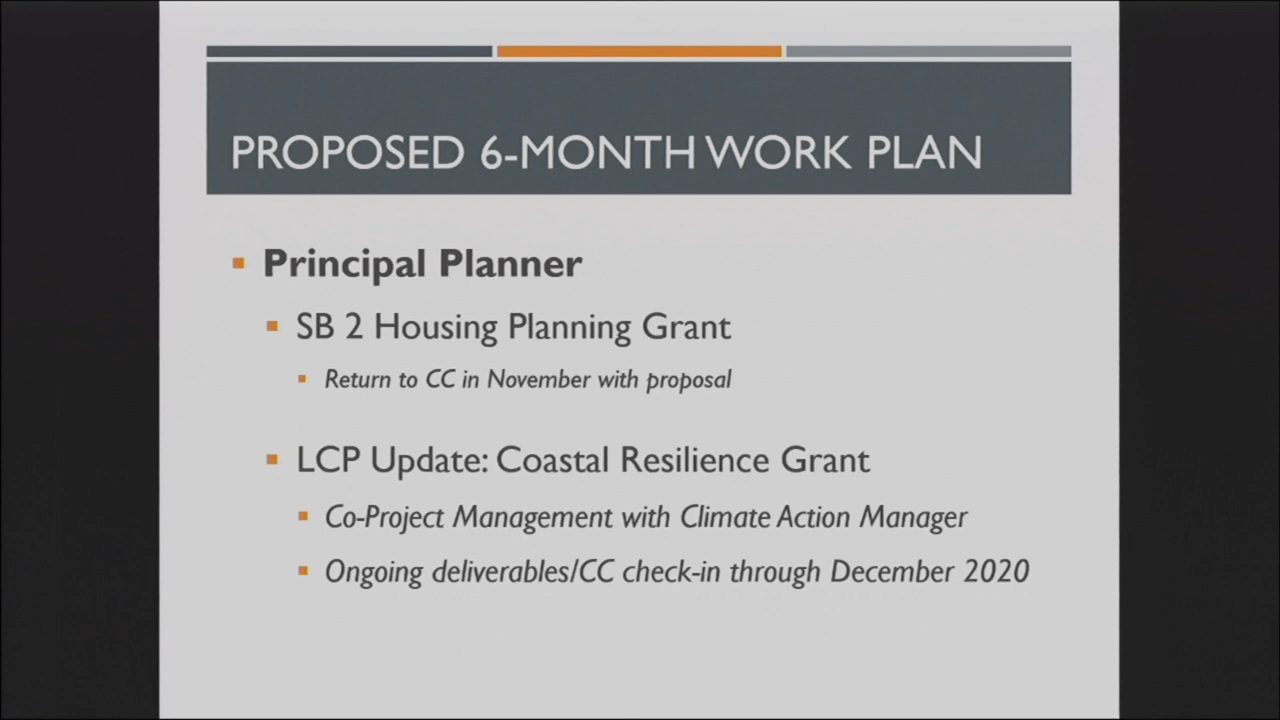 PROPOSED 6-MONTH WORK PLAN
Principal Planner
SB 2 Housing Planning Grant
Return to CC in November with proposal
LCP Update: Coastal Resilience Grant
Co-Project Management with Climate Action Manager
Ongoing deliverables/CC check-in through December 2020